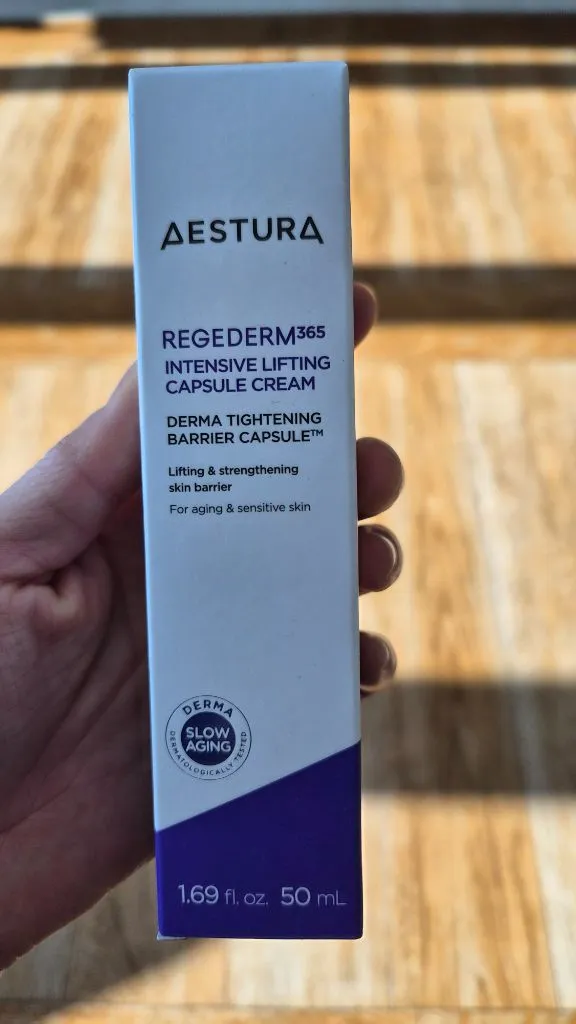 AESTURA
REGEDERM³⁶⁵
INTENSIVE LIFTING
CAPSULE CREAM
DERMA TIGHTENING
BARRIER CAPSULE™
Lifting & strengthening
skin barrier
For aging & sensitive skin
DERMA
SLOW
AGING
DERMATOLOGICALLY TESTED
1.69 fl. oz. 50 mL